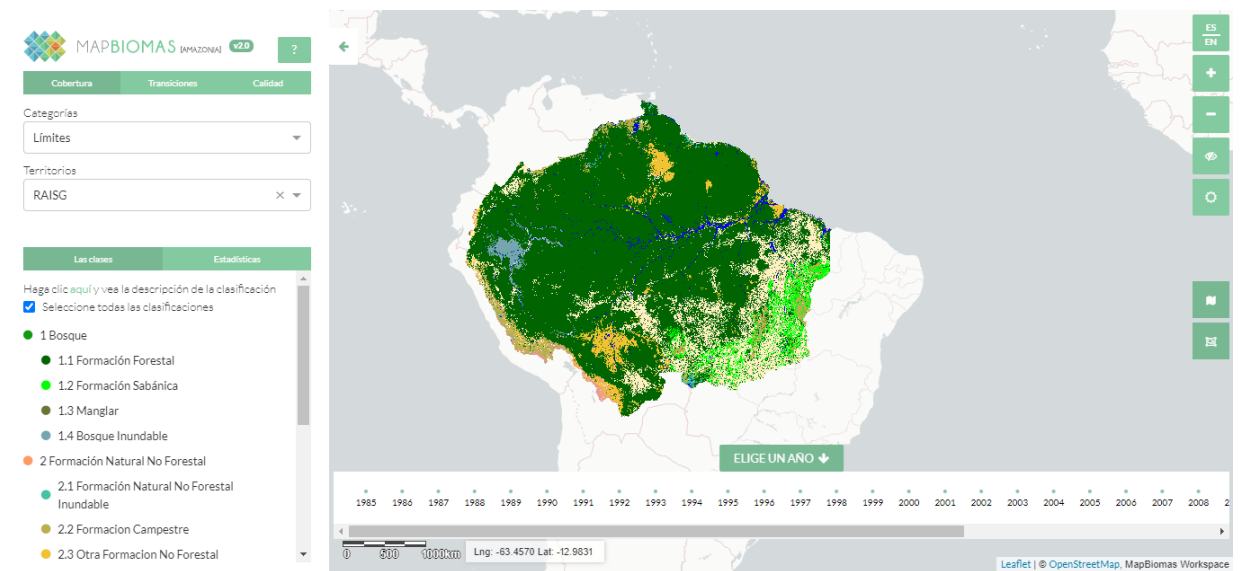 MAPBIOMAS [AMAZONIA] v2.0
?
Cobertura Transiciones Calidad
Categorías
Límites
Territorios
RAISG
Las clases Estadísticas
Haga clic aquí y vea la descripción de la clasificación
Seleccione todas las clasificaciones
1 Bosque
1.1 Formación Forestal
1.2 Formación Sabánica
1.3 Manglar
1.4 Bosque Inundable
2 Formación Natural No Forestal
2.1 Formación Natural No Forestal
Inundable
2.2 Formacion Campestre
2.3 Otra Formacion No Forestal
ES
EN
ELIGE UN AÑO
1985 1986 1987 1988 1989 1990 1991 1992 1993 1994 1995 1996 1997 1998 1999 2000 2001 2002 2003 2004 2005 2006 2007 2008 2
0 500 1000km
Lng: -63.4570 Lat: -12.9831
Leaflet | © OpenStreetMap, MapBiomas Workspace